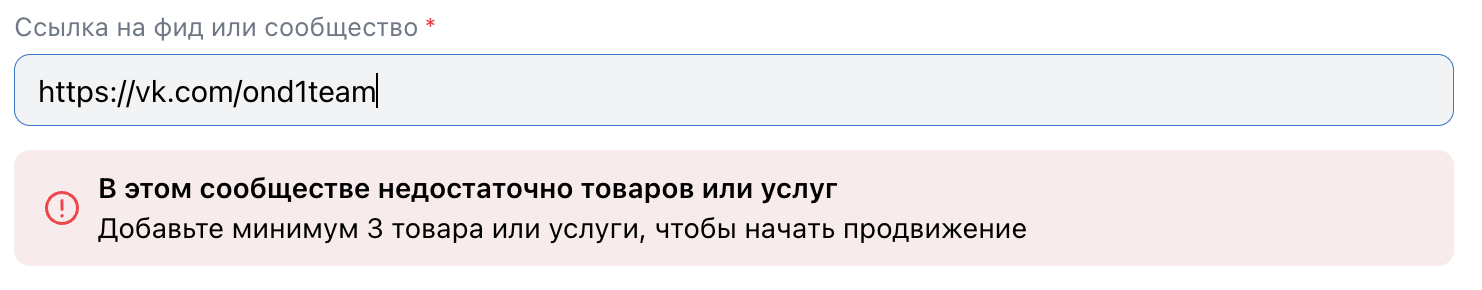 Ссылка на фид или сообщество *
https://vk.com/ond1team
В этом сообществе недостаточно товаров или услуг
Добавьте минимум 3 товара или услуги, чтобы начать продвижение